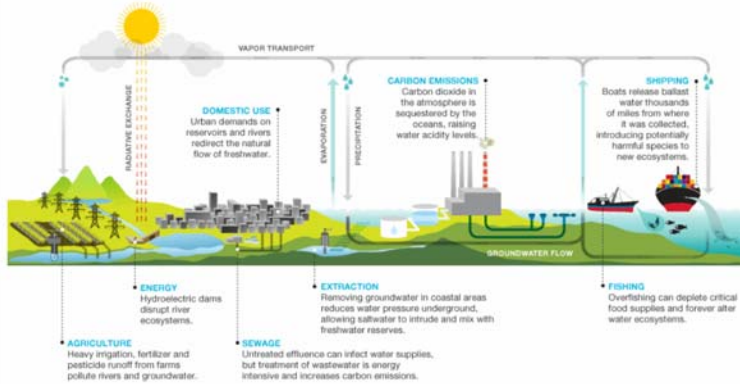 VAPOR TRANSPORT
RADIATIVE EXCHANGE
DOMESTIC USE
Urban demands on
reservoirs and rivers
redirect the natural
flow of freshwater.
EVAPORATION
PRECIPITATION
CARBON EMISSIONS
Carbon dioxide in
the atmosphere is
sequestered by the
oceans, raising
water acidity levels.
SHIPPING
Boats release ballast
water thousands
of miles from where
it was collected,
introducing potentially
harmful species to
new ecosystems.
GROUNDWATER FLOW
ENERGY
Hydroelectric dams
disrupt river
ecosystems.
EXTRACTION
Removing groundwater in coastal areas
reduces water pressure underground,
allowing saltwater to intrude and mix with
freshwater reserves.
FISHING
Overfishing can deplete critical
food supplies and forever alter
water ecosystems.
AGRICULTURE
Heavy irrigation, fertilizer and
pesticide runoff from farms
pollute rivers and groundwater.
SEWAGE
Untreated effluence can infect water supplies,
but treatment of wastewater is energy
intensive and increases carbon emissions.